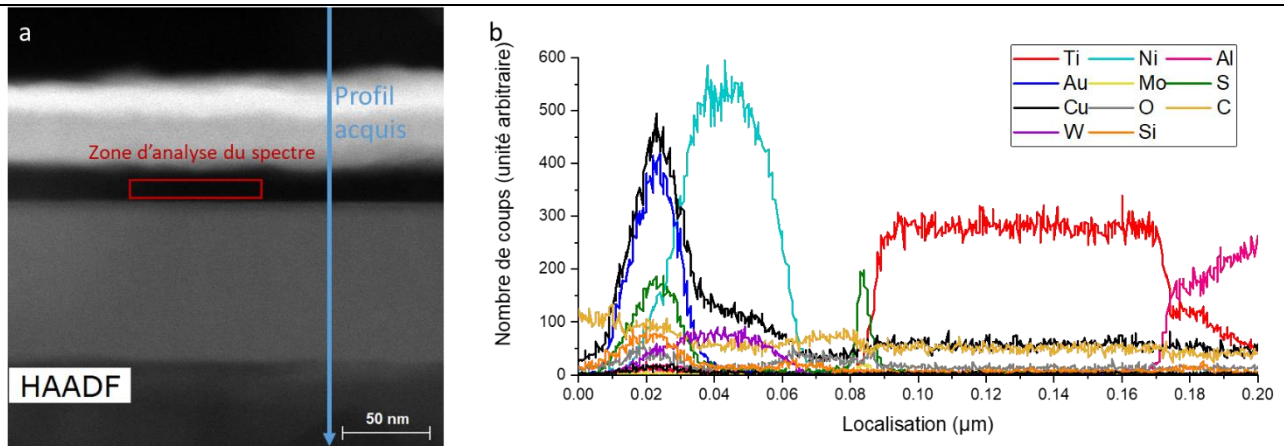 a
Profil
acquis
Zone d'analyse du spectre
HAADF
50 nm
b
Nombre de coups (unité arbitraire)
600
500
400
300
200
100
0
Ti Ni Al
Au Mo S
Cu O C
W Si
0.00 0.02 0.04 0.06 0.08 0.10 0.12 0.14 0.16 0.18 0.20
Localisation (µm)